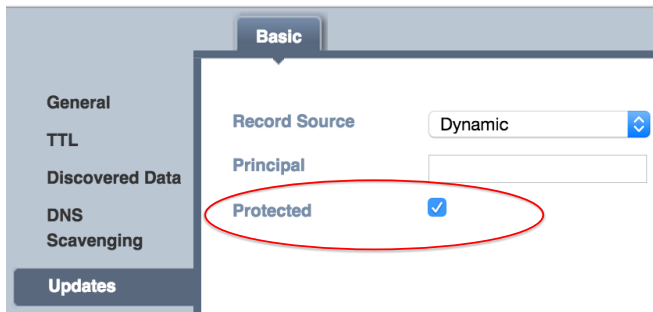 Basic
General
TTL
Discovered Data
DNS
Scavenging
Updates
Record Source
Dynamic
Principal
Protected